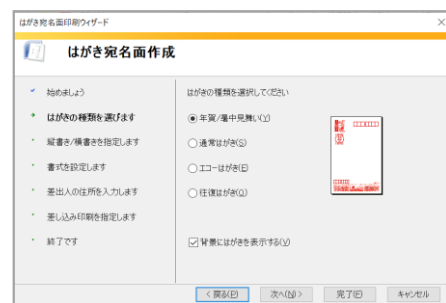 はがき宛名面印刷ウィザード
はがき宛名面作成
始めましょう
はがきの種類を選びます
縦書き/横書きを指定します
書式を設定します
差出人の住所を入力します
差し込み印刷を指定します
終了です
はがきの種類を選択してください
年賀/暑中見舞い(Y)
通常はがき(S)
エコーはがき(E)
往復はがき(O)
背景にはがきを表示する(V)
< 戻る(P)
次へ(N) >
完了(F)
キャンセル